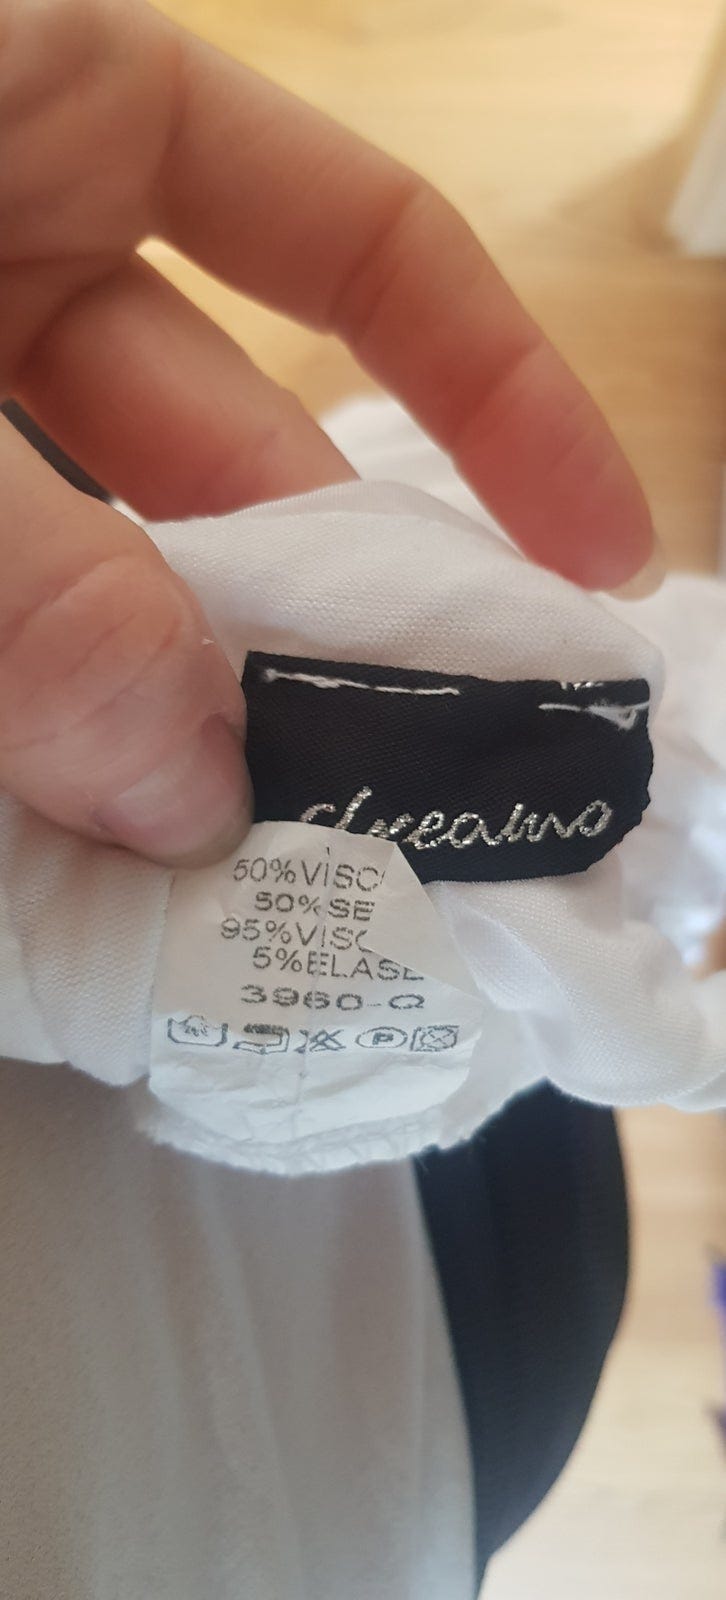 dreams
50%VISC
50%SE
95%VISC
5%ELASE
3960-Q
P